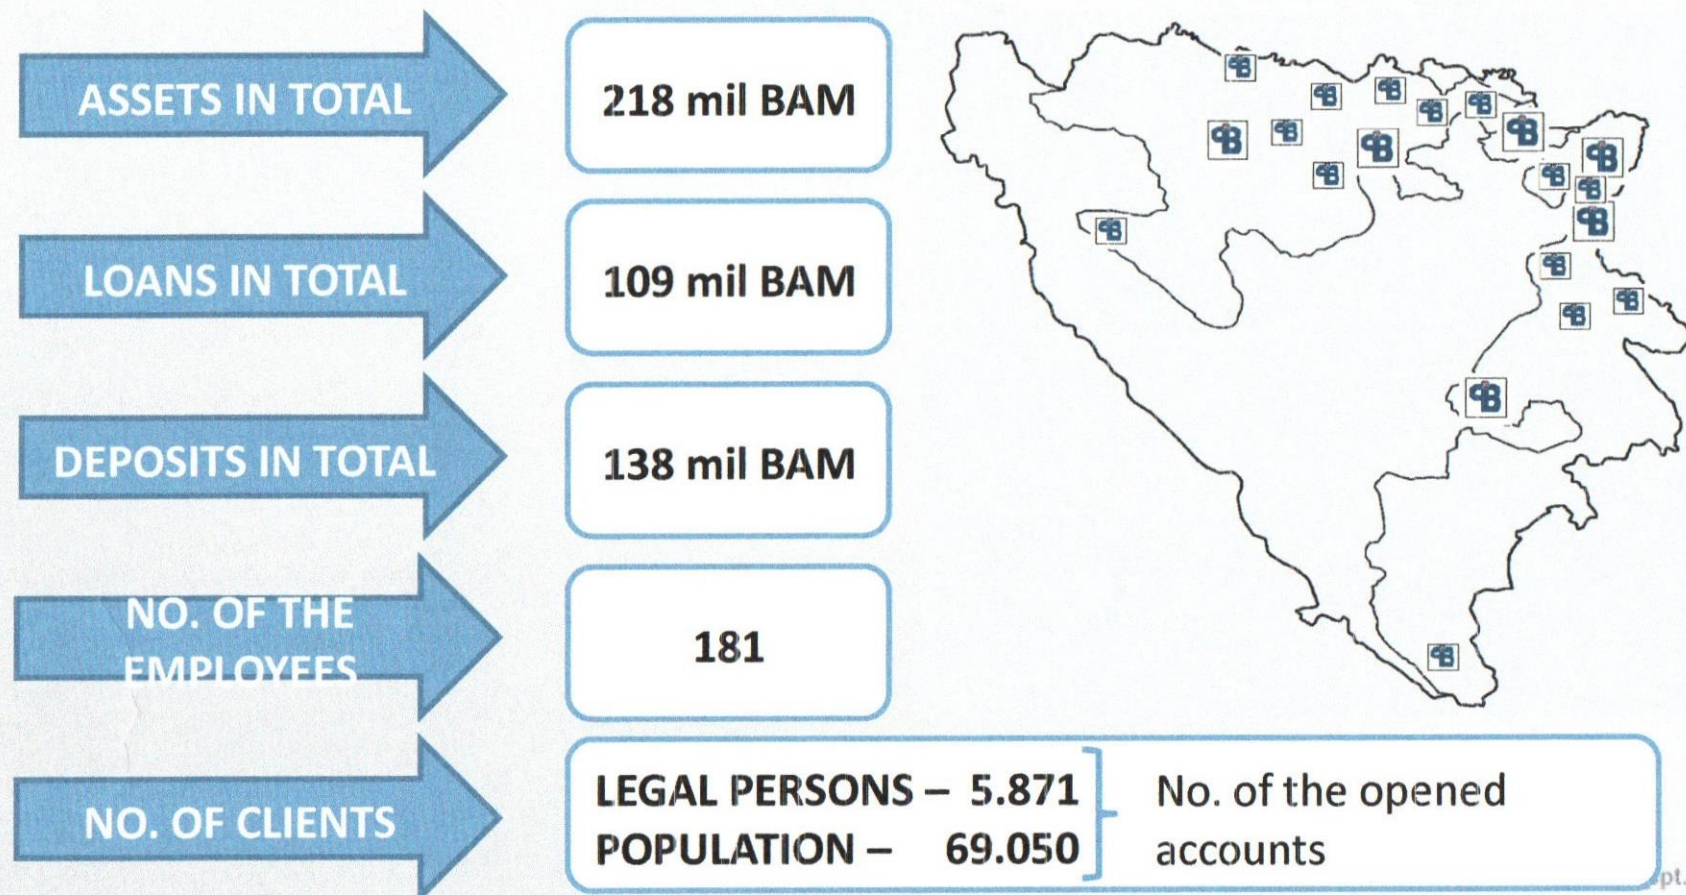 ASSETS IN TOTAL
218 mil BAM
LOANS IN TOTAL
109 mil BAM
DEPOSITS IN TOTAL
138 mil BAM
NO. OF THE
EMPLOYEES
181
NO. OF CLIENTS
LEGAL PERSONS – 5.871
POPULATION – 69.050
No. of the opened
accounts